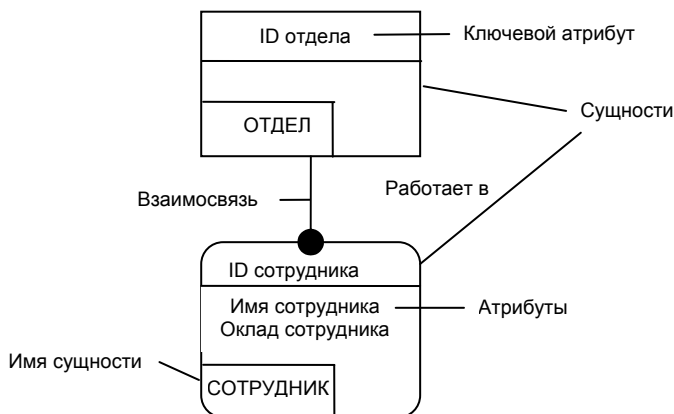 ID отдела
Ключевой атрибут
Сущности
ОТДЕЛ
Работает в
Взаимосвязь
ID сотрудника
Имя сотрудника
Атрибуты
Оклад сотрудника
Имя сущности
СОТРУДНИК